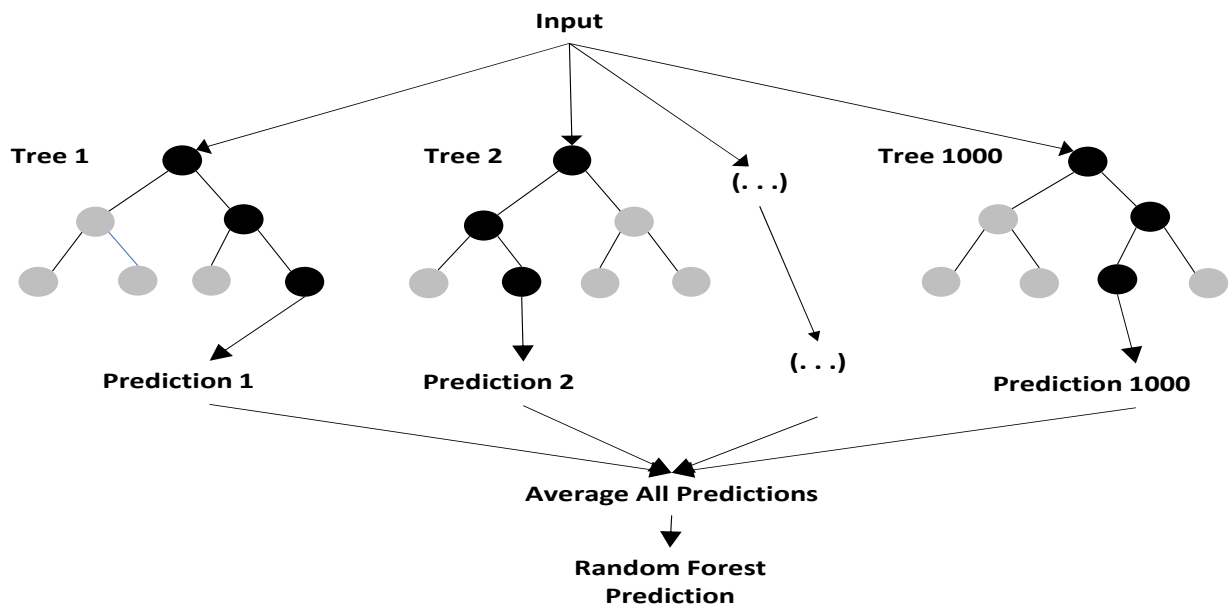 Input
Tree 1
Tree 2
Tree 1000
(. . .)
(. . .)
Prediction 1
Prediction 2
Prediction 1000
Average All Predictions
Random Forest
Prediction